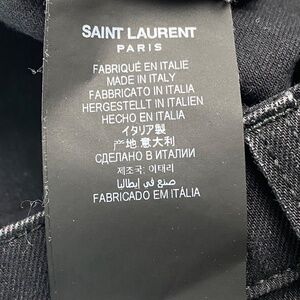 SAINT LAURENT
PARIS
FABRIQUÉ EN ITALIE
MADE IN ITALY
FABBRICATO IN ITALIA
HERGESTELLT IN ITALIEN
HECHO EN ITALIA
イタリア製
产地 意大利
СДЕЛАНО В ИТАЛИИ
제조국: 이태리
صنع في إيطاليا
FABRICADO EM ITÁLIA